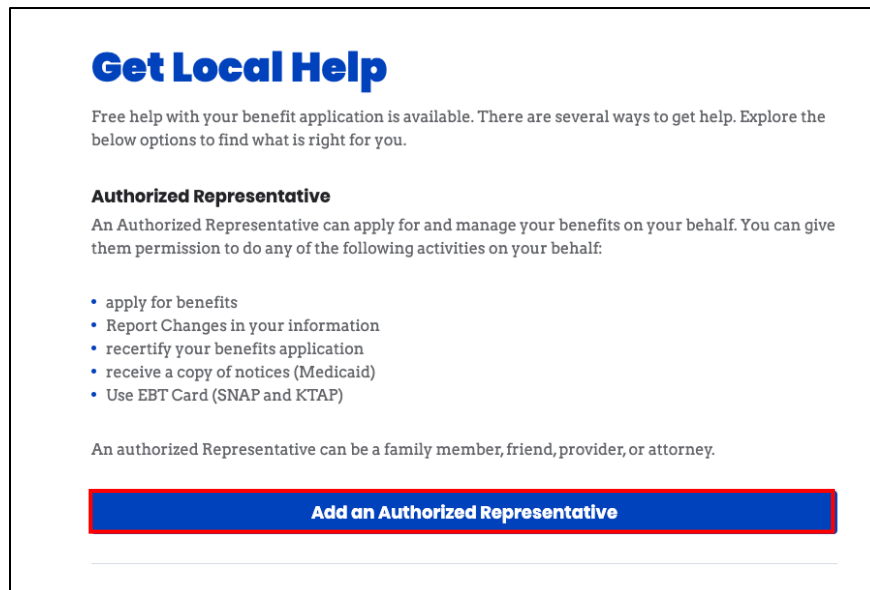 Get Local Help
Free help with your benefit application is available. There are several ways to get help. Explore the
below options to find what is right for you.
Authorized Representative
An Authorized Representative can apply for and manage your benefits on your behalf. You can give
them permission to do any of the following activities on your behalf:
• apply for benefits
• Report Changes in your information
• recertify your benefits application
• receive a copy of notices (Medicaid)
• Use EBT Card (SNAP and KTAP)
An authorized Representative can be a family member, friend, provider, or attorney.
Add an Authorized Representative